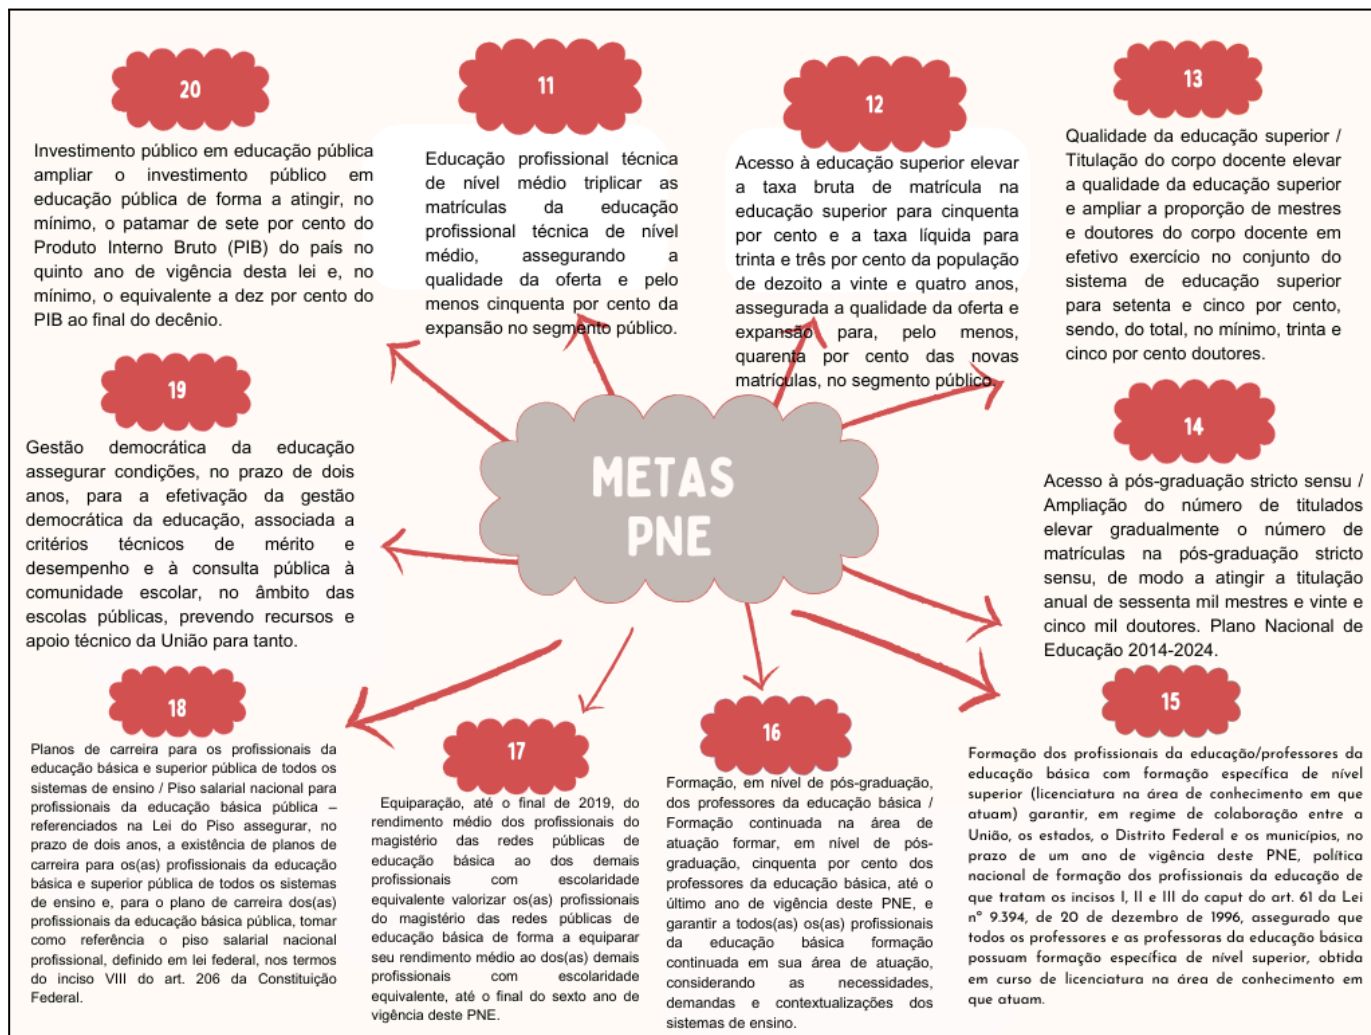 METAS
PNE
11
Educação profissional técnica
de nível médio triplicar as
matrículas da educação
profissional técnica de nível
médio, assegurando a
qualidade da oferta e pelo
menos cinquenta por cento da
expansão no segmento público.
12
Acesso à educação superior elevar
a taxa bruta de matrícula na
educação superior para cinquenta
por cento e a taxa líquida para
trinta e três por cento da população
de dezoito a vinte e quatro anos,
assegurada a qualidade da oferta e
expansão para, pelo menos,
quarenta por cento das novas
matrículas, no segmento público.
13
Qualidade da educação superior /
Titulação do corpo docente elevar
a qualidade da educação superior
e ampliar a proporção de mestres
e doutores do corpo docente em
efetivo exercício no conjunto do
sistema de educação superior
para setenta e cinco por cento,
sendo, do total, no mínimo, trinta e
cinco por cento doutores.
14
Acesso à pós-graduação stricto sensu /
Ampliação do número de titulados
elevar gradualmente o número de
matrículas na pós-graduação stricto
sensu, de modo a atingir a titulação
anual de sessenta mil mestres e vinte e
cinco mil doutores. Plano Nacional de
Educação 2014-2024.
15
Formação dos profissionais da educação/professores da
educação básica com formação específica de nível
superior (licenciatura na área de conhecimento em que
atuam) garantir, em regime de colaboração entre a
União, os estados, o Distrito Federal e os municípios, no
prazo de um ano de vigência deste PNE, política
nacional de formação dos profissionais da educação de
que tratam os incisos I, II e III do caput do art. 61 da Lei
nº 9.394, de 20 de dezembro de 1996, assegurado que
todos os professores e as professoras da educação básica
possuam formação específica de nível superior, obtida
em curso de licenciatura na área de conhecimento em
que atuam.
16
Formação, em nível de pós-graduação,
dos professores da educação básica /
Formação continuada na área de
atuação formar, em nível de pós-
graduação, cinquenta por cento dos
professores da educação básica, até o
último ano de vigência deste PNE, e
garantir a todos(as) os(as) profissionais
da educação básica formação
continuada em sua área de atuação,
considerando as necessidades,
demandas e contextualizações dos
sistemas de ensino.
17
Equiparação, até o final de 2019, do
rendimento médio dos profissionais do
magistério das redes públicas de
educação básica ao dos demais
profissionais com escolaridade
equivalente valorizar os(as) profissionais
do magistério das redes públicas de
educação básica de forma a equiparar
seu rendimento médio ao dos(as) demais
profissionais com escolaridade
equivalente, até o final do sexto ano de
vigência deste PNE.
18
Planos de carreira para os profissionais da
educação básica e superior pública de todos os
sistemas de ensino / Piso salarial nacional para
profissionais da educação básica pública –
referenciados na Lei do Piso assegurar, no
prazo de dois anos, a existência de planos de
carreira para os(as) profissionais da educação
básica e superior pública de todos os sistemas
de ensino e, para o plano de carreira dos(as)
profissionais da educação básica pública, tomar
como referência o piso salarial nacional
profissional, definido em lei federal, nos termos
do inciso VIII do art. 206 da Constituição
Federal.
19
Gestão democrática da educação
assegurar condições, no prazo de dois
anos, para a efetivação da gestão
democrática da educação, associada a
critérios técnicos de mérito e
desempenho e à consulta pública à
comunidade escolar, no âmbito das
escolas públicas, prevendo recursos e
apoio técnico da União para tanto.
20
Investimento público em educação pública
ampliar o investimento público em
educação pública de forma a atingir, no
mínimo, o patamar de sete por cento do
Produto Interno Bruto (PIB) do país no
quinto ano de vigência desta lei e, no
mínimo, o equivalente a dez por cento do
PIB ao final do decênio.